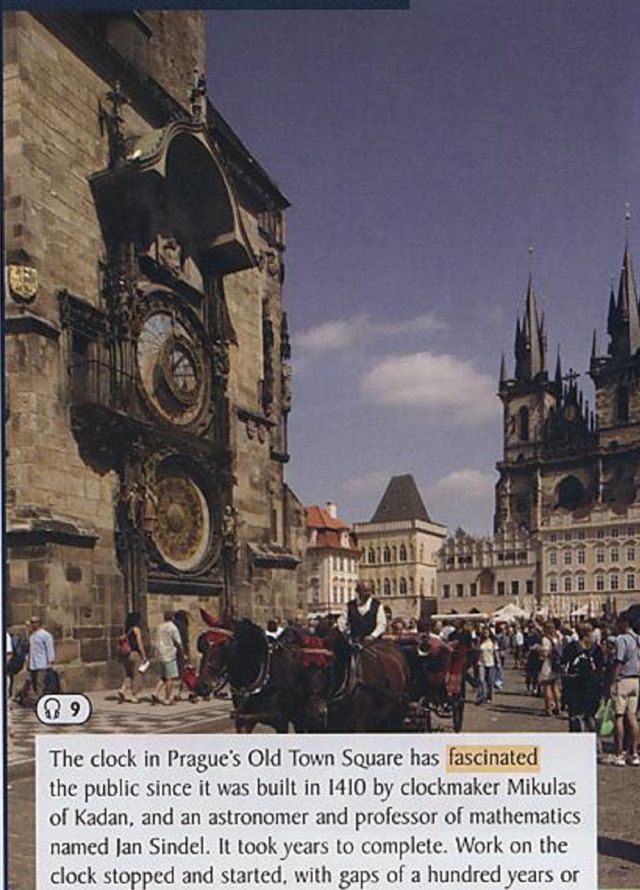 9
The clock in Prague's Old Town Square has fascinated
the public since it was built in 1410 by clockmaker Mikulas
of Kadan, and an astronomer and professor of mathematics
named Jan Sindel. It took years to complete. Work on the
clock stopped and started, with gaps of a hundred years or